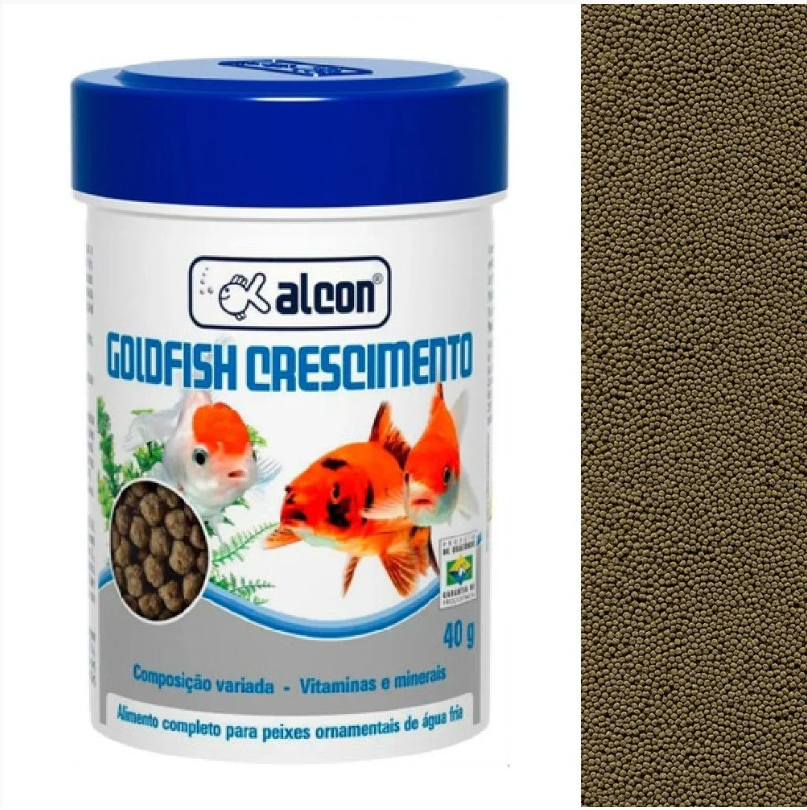 alcon®
GOLDFISH CRESCIMENTO
40 g
Composição variada - Vitaminas e minerais
Alimento completo para peixes ornamentais de água fria